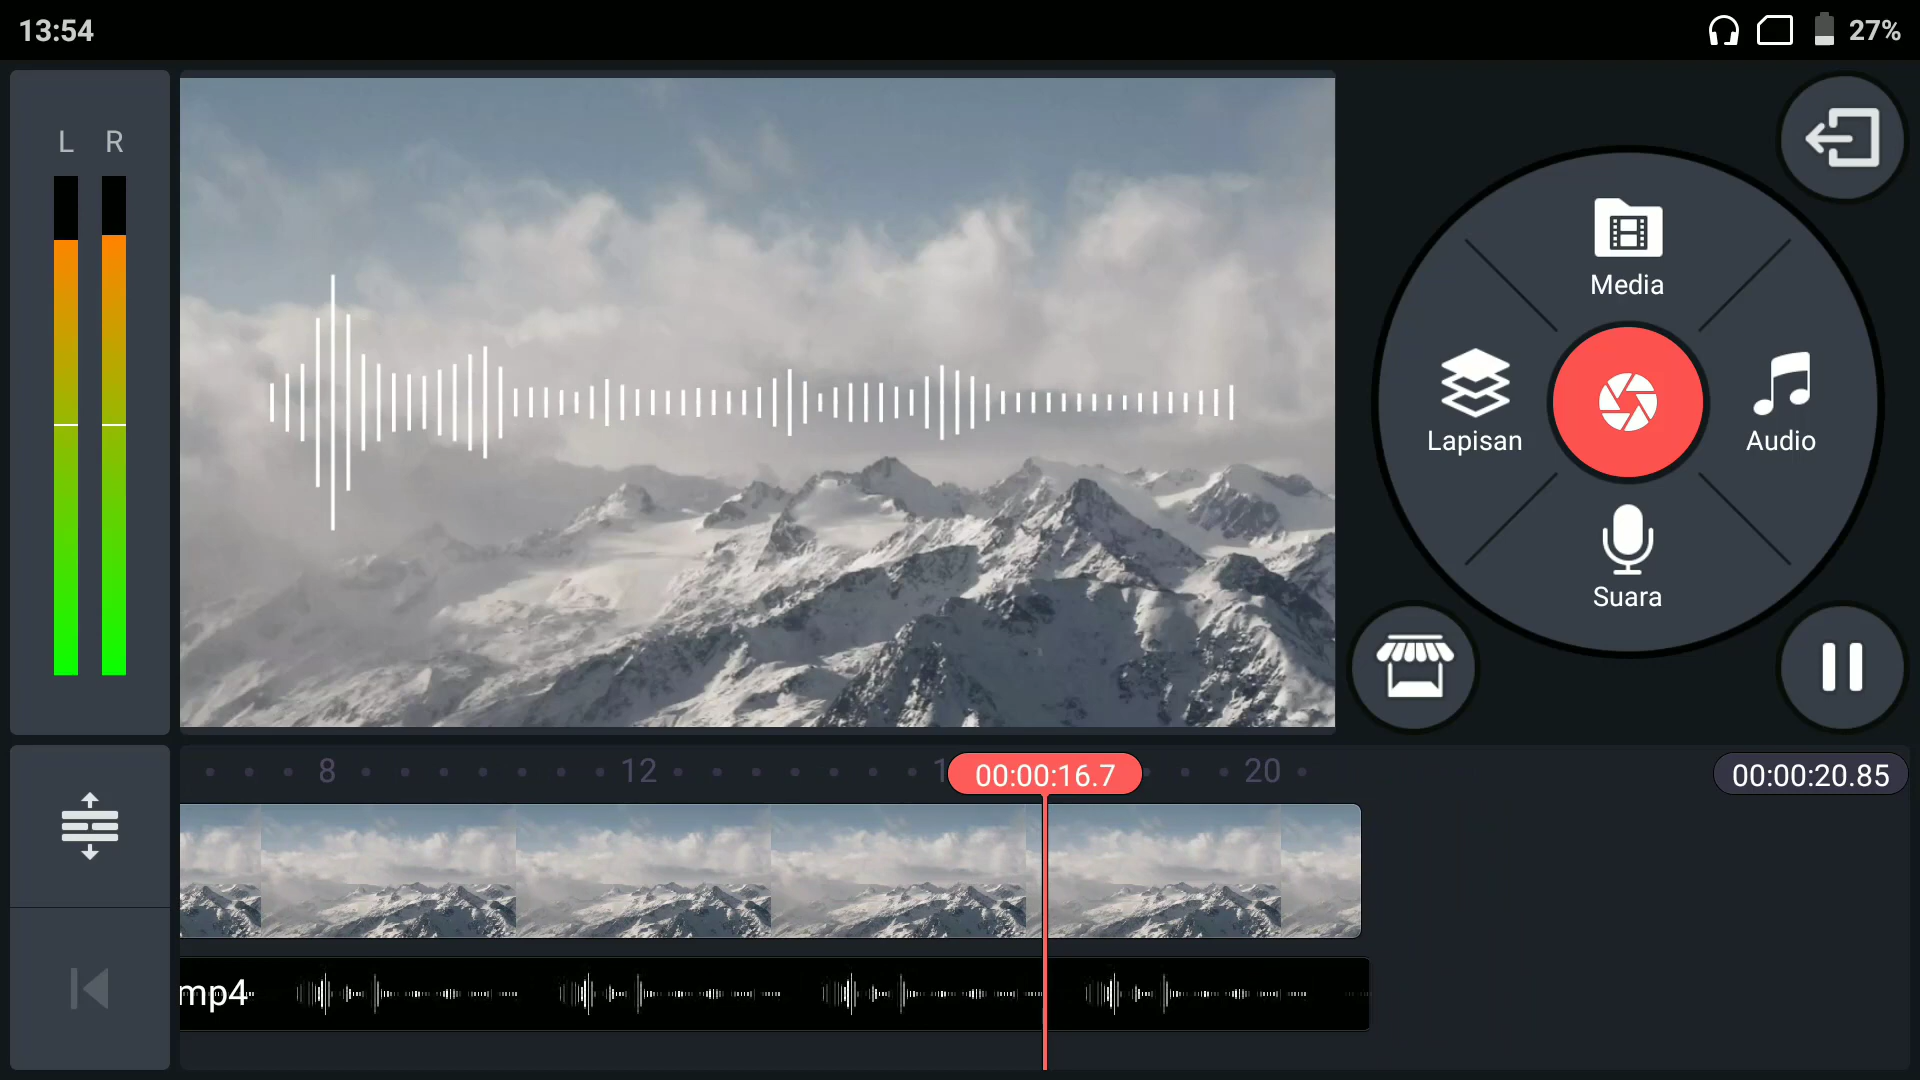 13:54
27%
L R
Media
Lapisan
Audio
Suara
8
12
00:00:16.7
20
00:00:20.85
mp4